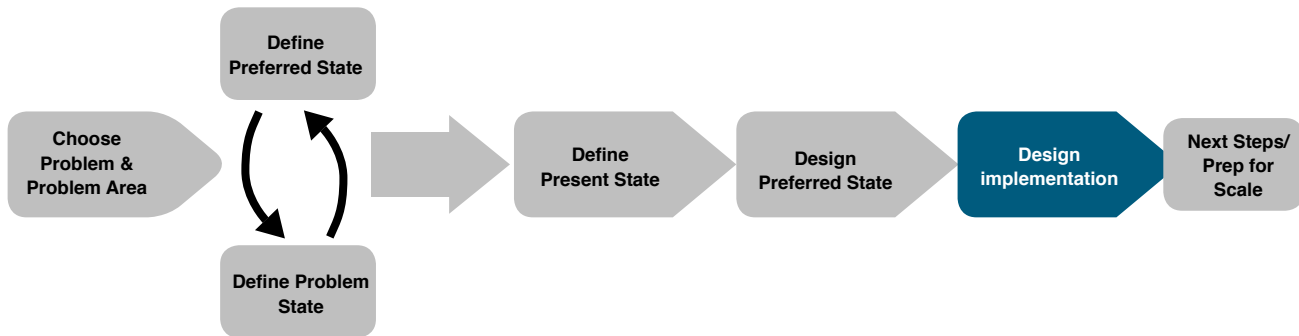 Define
Preferred State
Choose
Problem &
Problem Area
Define Problem
State
Define
Present State
Design
Preferred State
Design
implementation
Next Steps/
Prep for
Scale